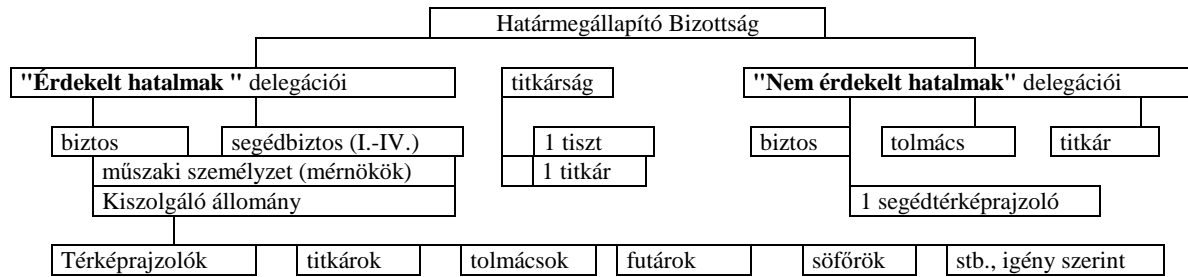 Határmegállapító Bizottság
"Érdekelt hatalmak " delegációi
titkárság
"Nem érdekelt hatalmak" delegációi
biztos
segédbiztos (I.-IV.)
1 tiszt
biztos
tolmács
titkár
műszaki személyzet (mérnökök)
1 titkár
Kiszolgáló állomány
1 segédtérképrajzoló
Térképrajzolók
titkárok
tolmácsok
futárok
söfőrök
stb., igény szerint